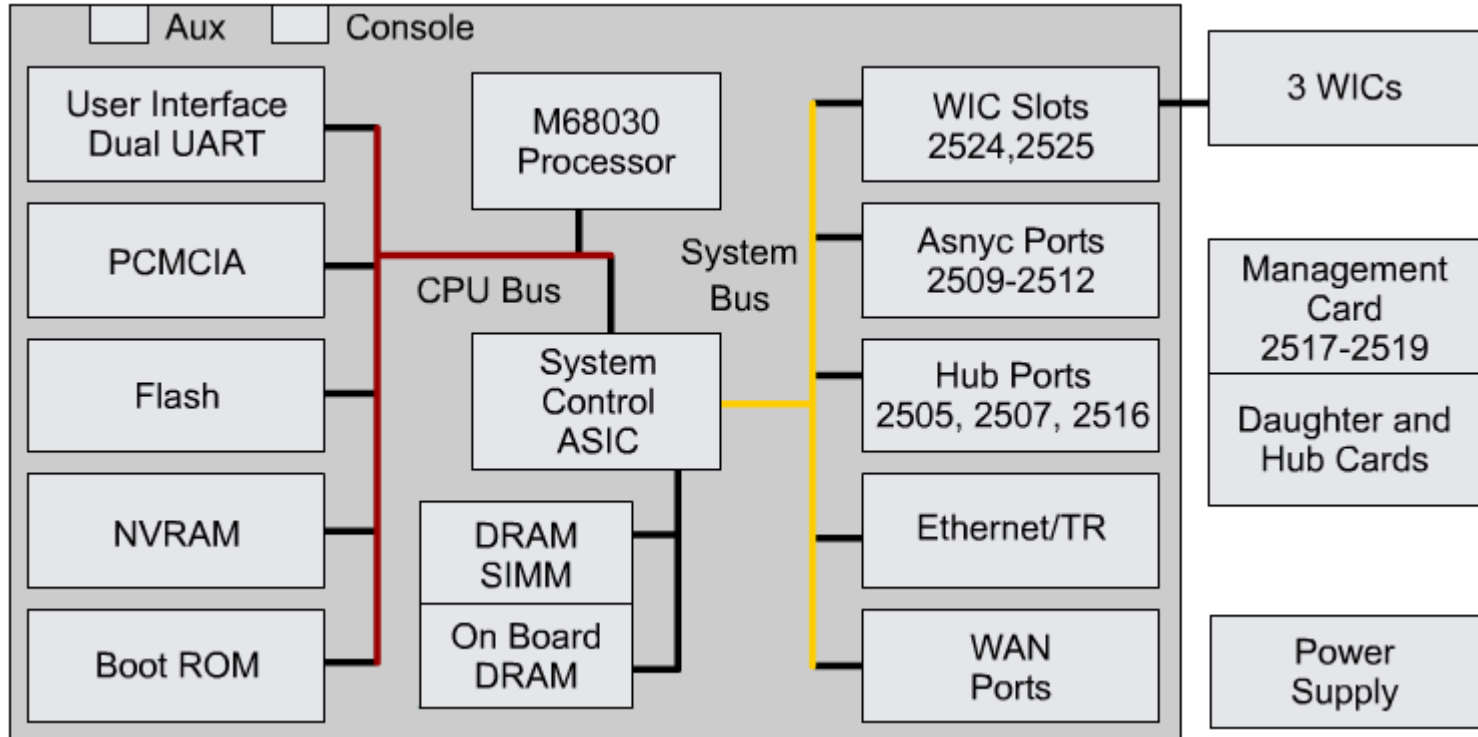 Aux
Console
User Interface
Dual UART
PCMCIA
Flash
NVRAM
Boot ROM
M68030
Processor
CPU Bus
System
Control
ASIC
DRAM
SIMM
On Board
DRAM
System
Bus
WIC Slots
2524,2525
Asnyc Ports
2509-2512
Hub Ports
2505, 2507, 2516
Ethernet/TR
WAN
Ports
3 WICs
Management
Card
2517-2519
Daughter and
Hub Cards
Power
Supply